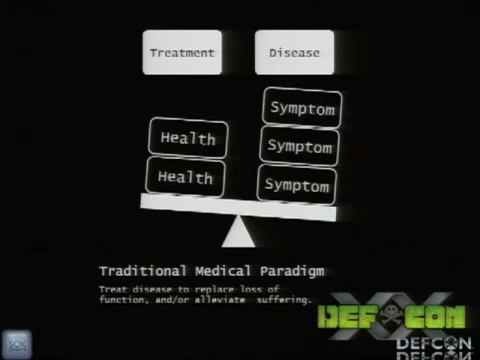 Treatment
Disease
Symptom
Health
Symptom
Health
Symptom
Traditional Medical Paradigm
Treat disease to replace loss of
function, and/or alleviate suffering.
XX
DEFCON
DEFCON